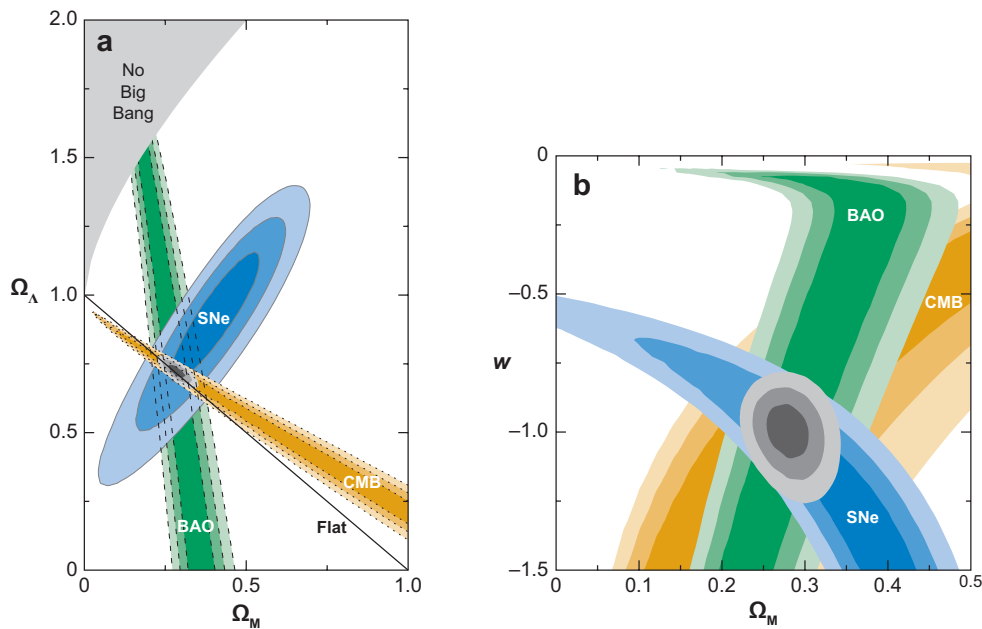 a
No
Big
Bang
2.0
1.5
1.0
0.5
0
Ω_Λ
SNe
BAO
CMB
Flat
0 0.5 1.0
Ω_M
b
0
–0.5
–1.0
–1.5
w
BAO
CMB
SNe
0 0.1 0.2 0.3 0.4 0.5
Ω_M